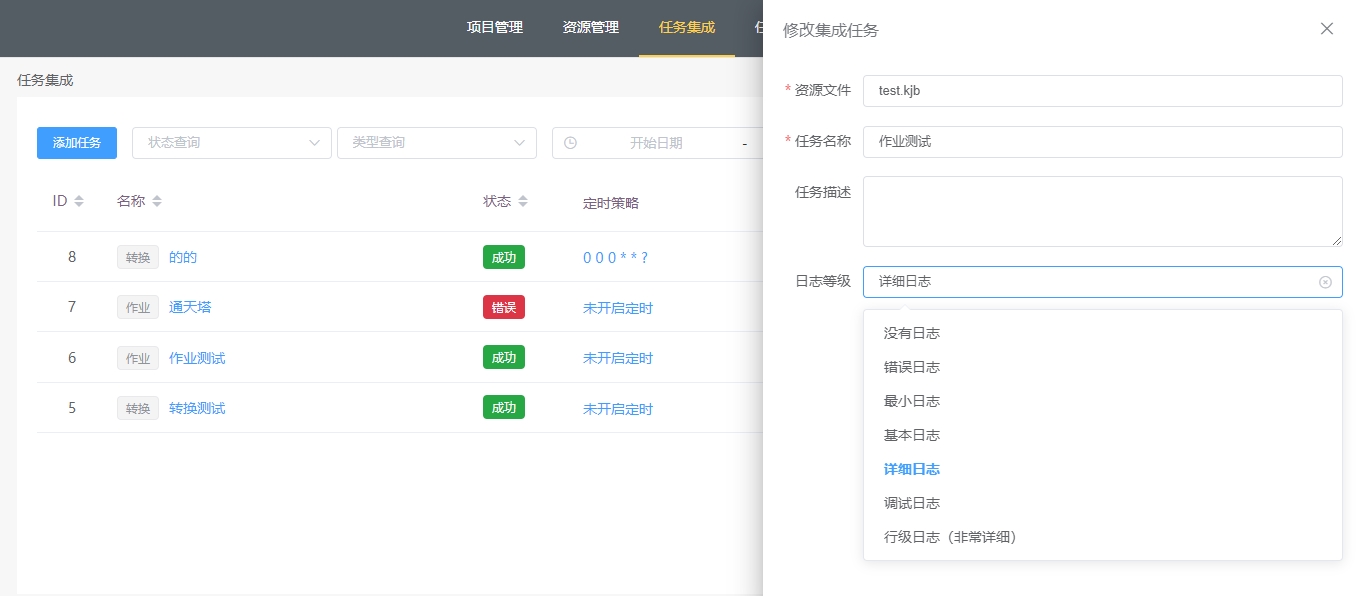 项目管理 资源管理 任务集成
任务集成
添加任务 状态查询 类型查询 开始日期 -
ID 名称 状态 定时策略
8 转换 的的 成功 0 0 0 * * ?
7 作业 通天塔 错误 未开启定时
6 作业 作业测试 成功 未开启定时
5 转换 转换测试 成功 未开启定时
修改集成任务
* 资源文件 test.kjb
* 任务名称 作业测试
任务描述
日志等级 详细日志
没有日志
错误日志
最小日志
基本日志
详细日志
调试日志
行级日志（非常详细）